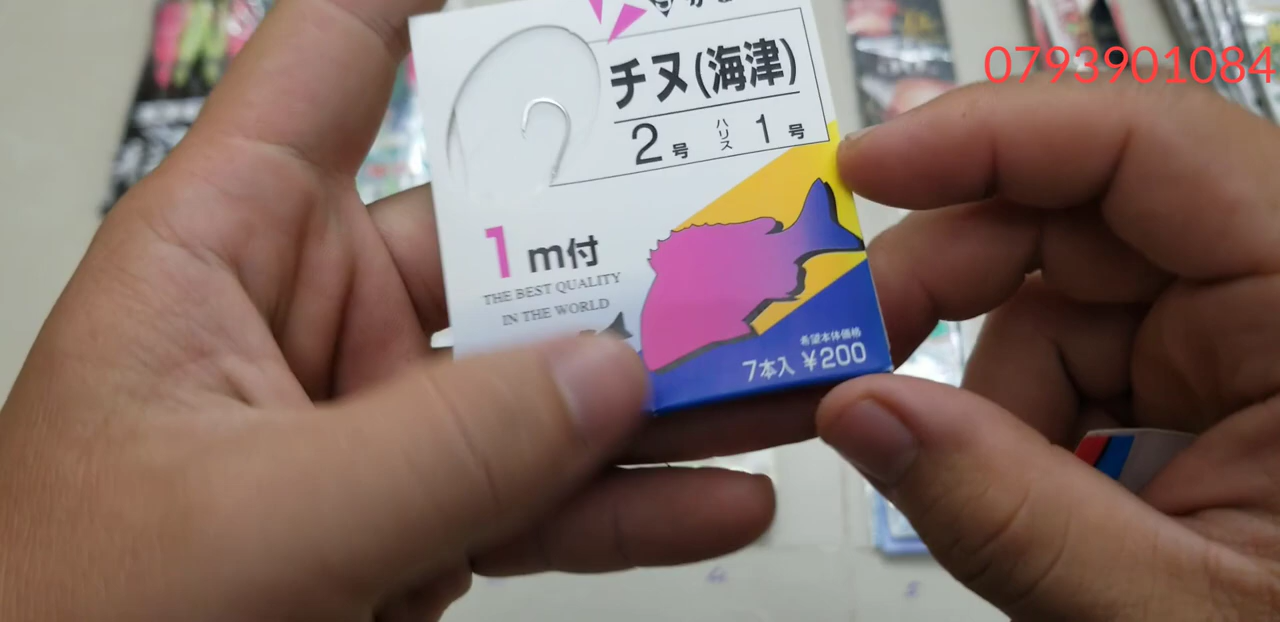 0793901084
チヌ(海津)
2号 ハリス 1号
1m付
THE BEST QUALITY
IN THE WORLD
希望本体価格
7本入 ¥200